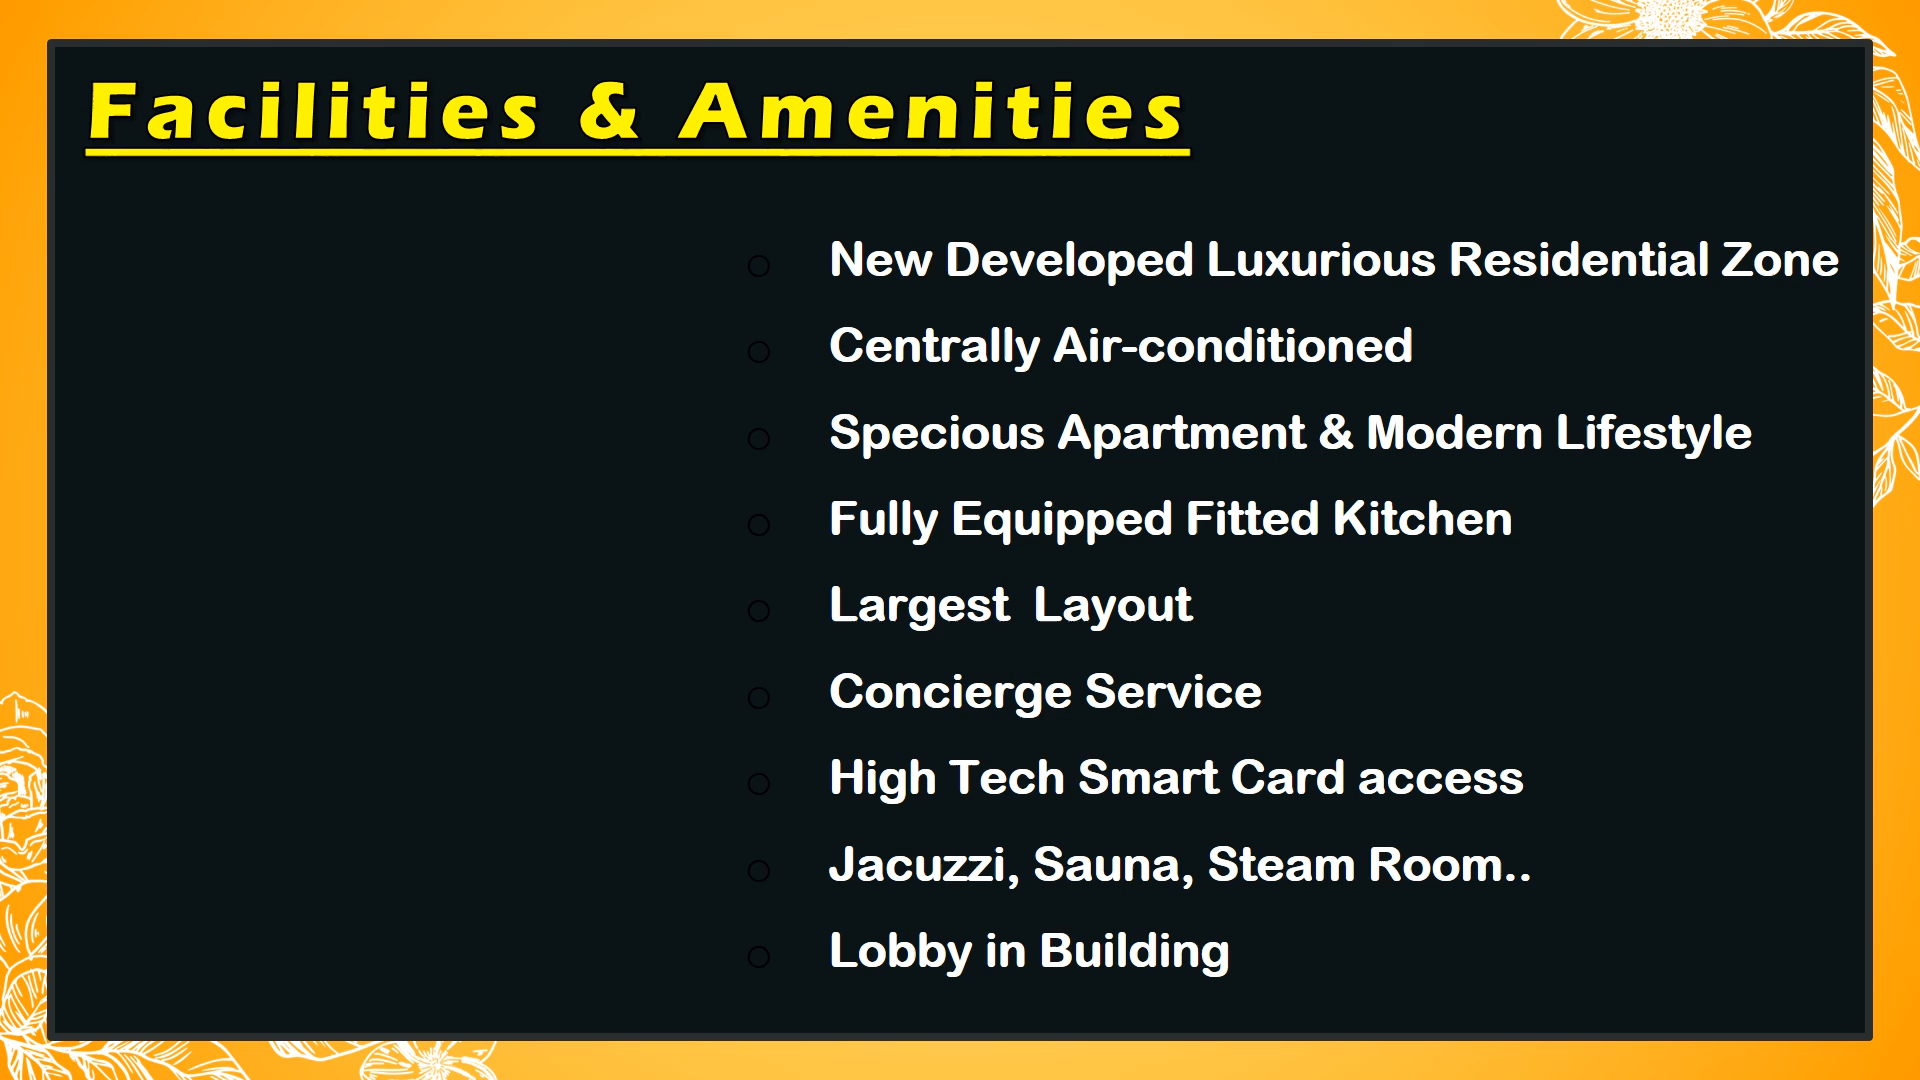 Facilities & Amenities
New Developed Luxurious Residential Zone
Centrally Air-conditioned
Specious Apartment & Modern Lifestyle
Fully Equipped Fitted Kitchen
Largest  Layout
Concierge Service
High Tech Smart Card access
Jacuzzi, Sauna, Steam Room..
Lobby in Building